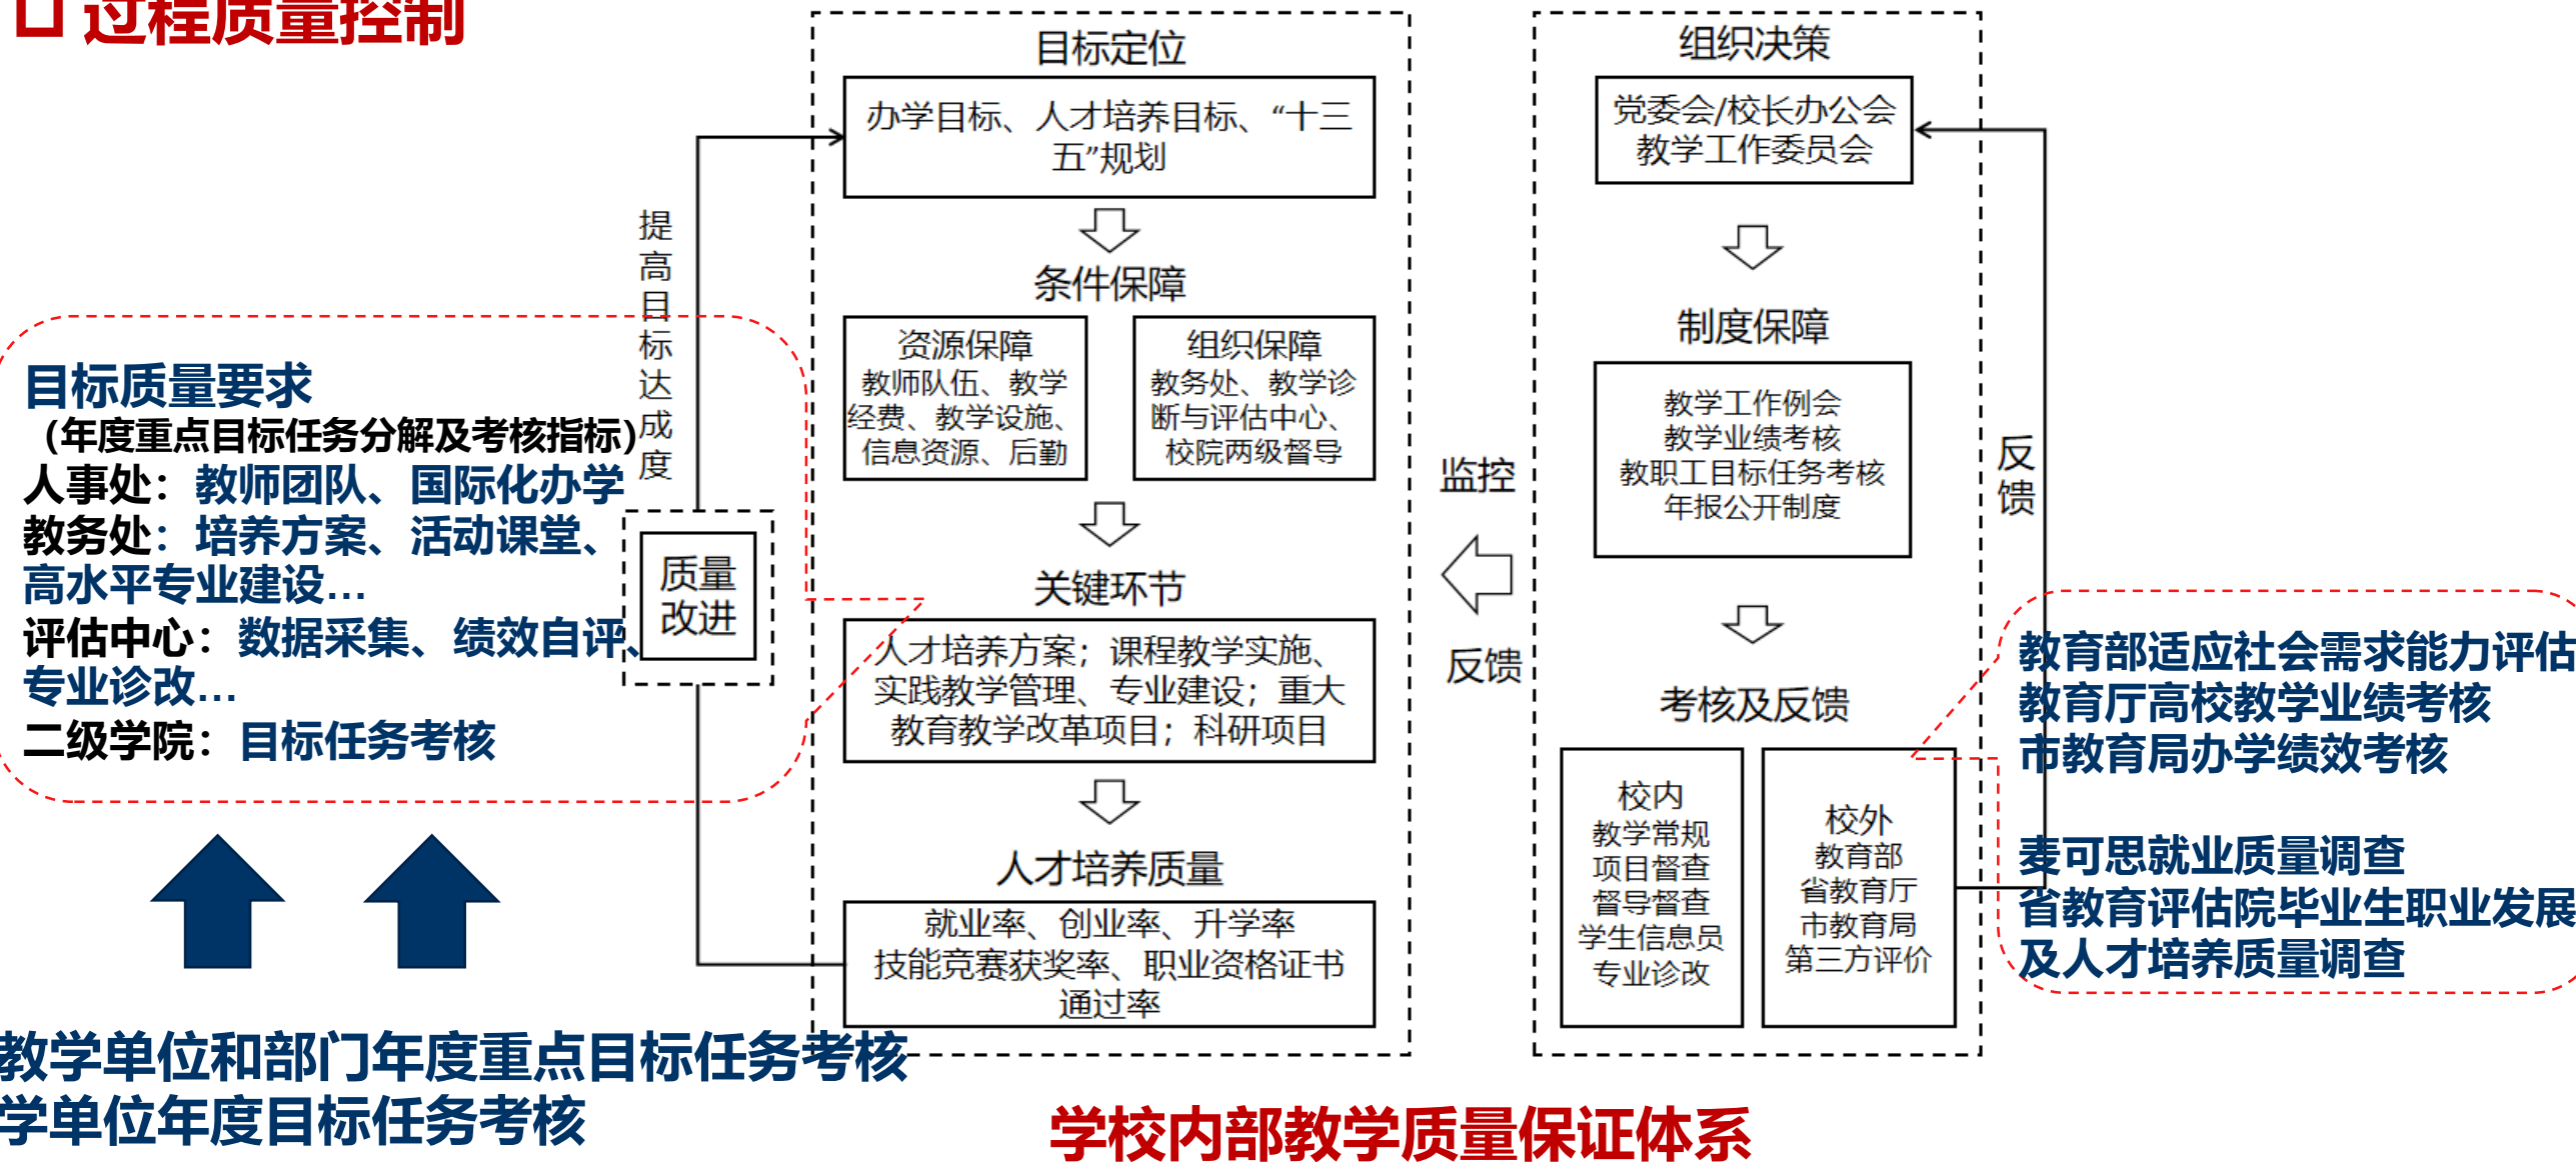 过程质量控制
目标定位
办学目标、人才培养目标、“十三
五”规划
条件保障
资源保障
教师队伍、教学
经费、教学设施、
信息资源、后勤
组织保障
教务处、教学诊
断与评估中心、
校院两级督导
关键环节
人才培养方案；课程教学实施、
实践教学管理、专业建设；重大
教育教学改革项目；科研项目
人才培养质量
就业率、创业率、升学率
技能竞赛获奖率、职业资格证书
通过率
提高目标达成度
质量
改进
目标质量要求
（年度重点目标任务分解及考核指标）
人事处：教师团队、国际化办学
教务处：培养方案、活动课堂、
高水平专业建设…
评估中心：数据采集、绩效自评、
专业诊改…
二级学院：目标任务考核
教学单位和部门年度重点目标任务考核
学单位年度目标任务考核
监控
反馈
组织决策
党委会/校长办公会
教学工作委员会
制度保障
教学工作例会
教学业绩考核
教职工目标任务考核
年报公开制度
考核及反馈
校内
教学常规
项目督查
督导督查
学生信息员
专业诊改
校外
教育部
省教育厅
市教育局
第三方评价
反馈
教育部适应社会需求能力评估
教育厅高校教学业绩考核
市教育局办学绩效考核
麦可思就业质量调查
省教育评估院毕业生职业发展
及人才培养质量调查
学校内部教学质量保证体系